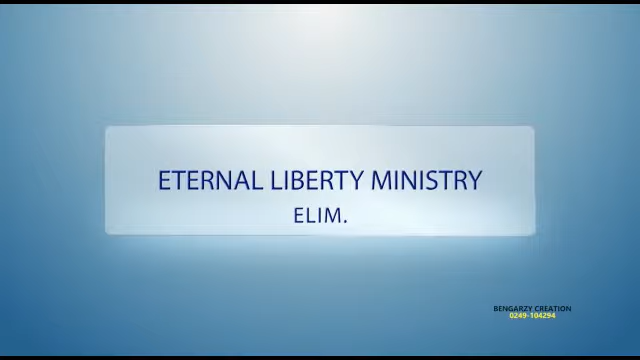 ETERNAL LIBERTY MINISTRY
ELIM.
BENGARZY CREATION
0249-104294